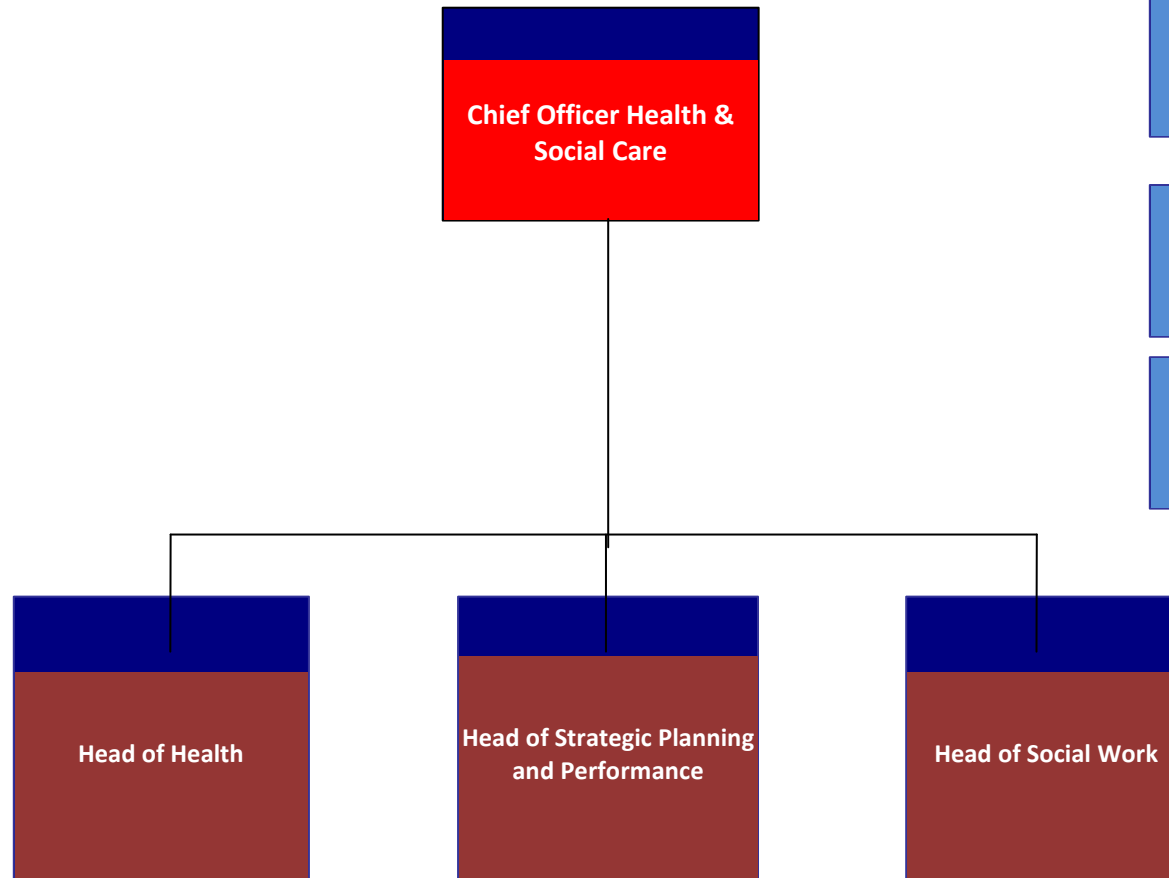 Chief Officer Health &
Social Care
Head of Health
Head of Strategic Planning
and Performance
Head of Social Work